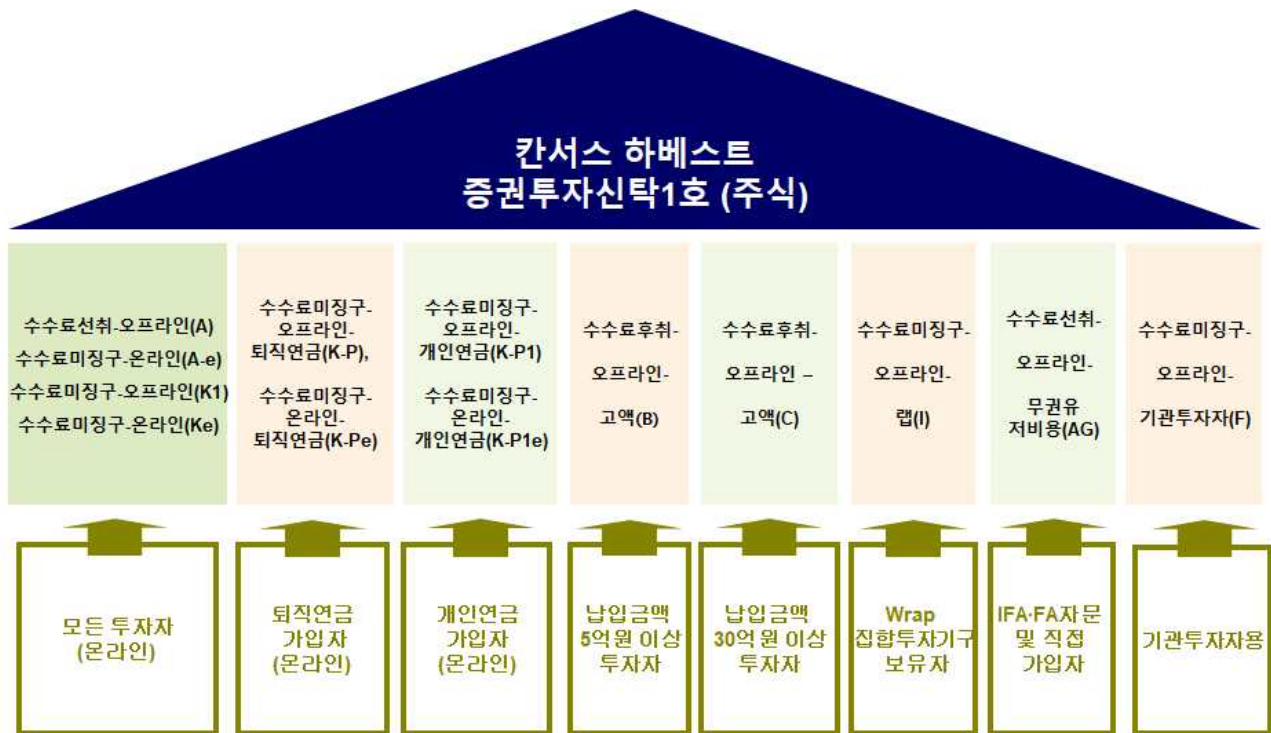 칸서스 하베스트
증권투자신탁1호 (주식)
수수료선취-오프라인(A)
수수료미징구-온라인(A-e)
수수료미징구-오프라인(K1)
수수료미징구-온라인(Ke)
수수료미징구-
오프라인-
퇴직연금(K-P),
수수료미징구-
온라인-
퇴직연금(K-Pe)
수수료미징구-
오프라인-
개인연금(K-P1)
수수료미징구-
온라인-
개인연금(K-P1e)
수수료후취-
오프라인-
고액(B)
수수료후취-
오프라인 –
고액(C)
수수료미징구-
오프라인-
랩(I)
수수료선취-
오프라인-
무권유
저비용(AG)
수수료미징구-
오프라인-
기관투자자(F)
모든 투자자
(온라인)
퇴직연금
가입자
(온라인)
개인연금
가입자
(온라인)
납입금액
5억원 이상
투자자
납입금액
30억원 이상
투자자
Wrap
집합투자기구
보유자
IFA·FA자문
및 직접
가입자
기관투자자용